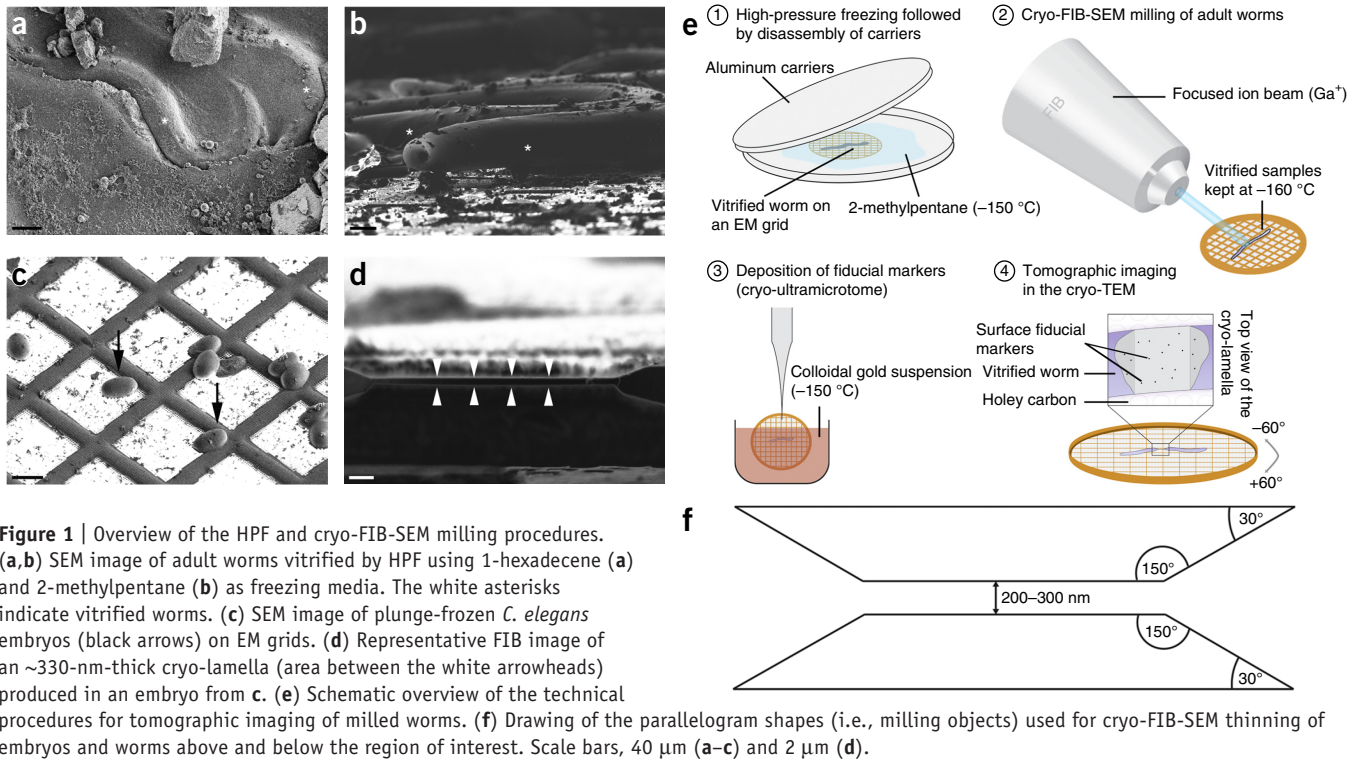 a
b
c
d
e
① High-pressure freezing followed
by disassembly of carriers
Aluminum carriers
Vitrified worm on
an EM grid
2-methylpentane (–150 °C)
② Cryo-FIB-SEM milling of adult worms
FIB
Focused ion beam (Ga⁺)
Vitrified samples
kept at –160 °C
③ Deposition of fiducial markers
(cryo-ultramicrotome)
Colloidal gold suspension
(–150 °C)
④ Tomographic imaging
in the cryo-TEM
Surface fiducial
markers
Vitrified worm
Holey carbon
Top view of the
cryo-lamella
–60°
+60°
f
30°
150°
200–300 nm
150°
30°
Figure 1 | Overview of the HPF and cryo-FIB-SEM milling procedures.
(a,b) SEM image of adult worms vitrified by HPF using 1-hexadecene (a)
and 2-methylpentane (b) as freezing media. The white asterisks
indicate vitrified worms. (c) SEM image of plunge-frozen C. elegans
embryos (black arrows) on EM grids. (d) Representative FIB image of
an ~330-nm-thick cryo-lamella (area between the white arrowheads)
produced in an embryo from c. (e) Schematic overview of the technical
procedures for tomographic imaging of milled worms. (f) Drawing of the parallelogram shapes (i.e., milling objects) used for cryo-FIB-SEM thinning of
embryos and worms above and below the region of interest. Scale bars, 40 μm (a–c) and 2 μm (d).